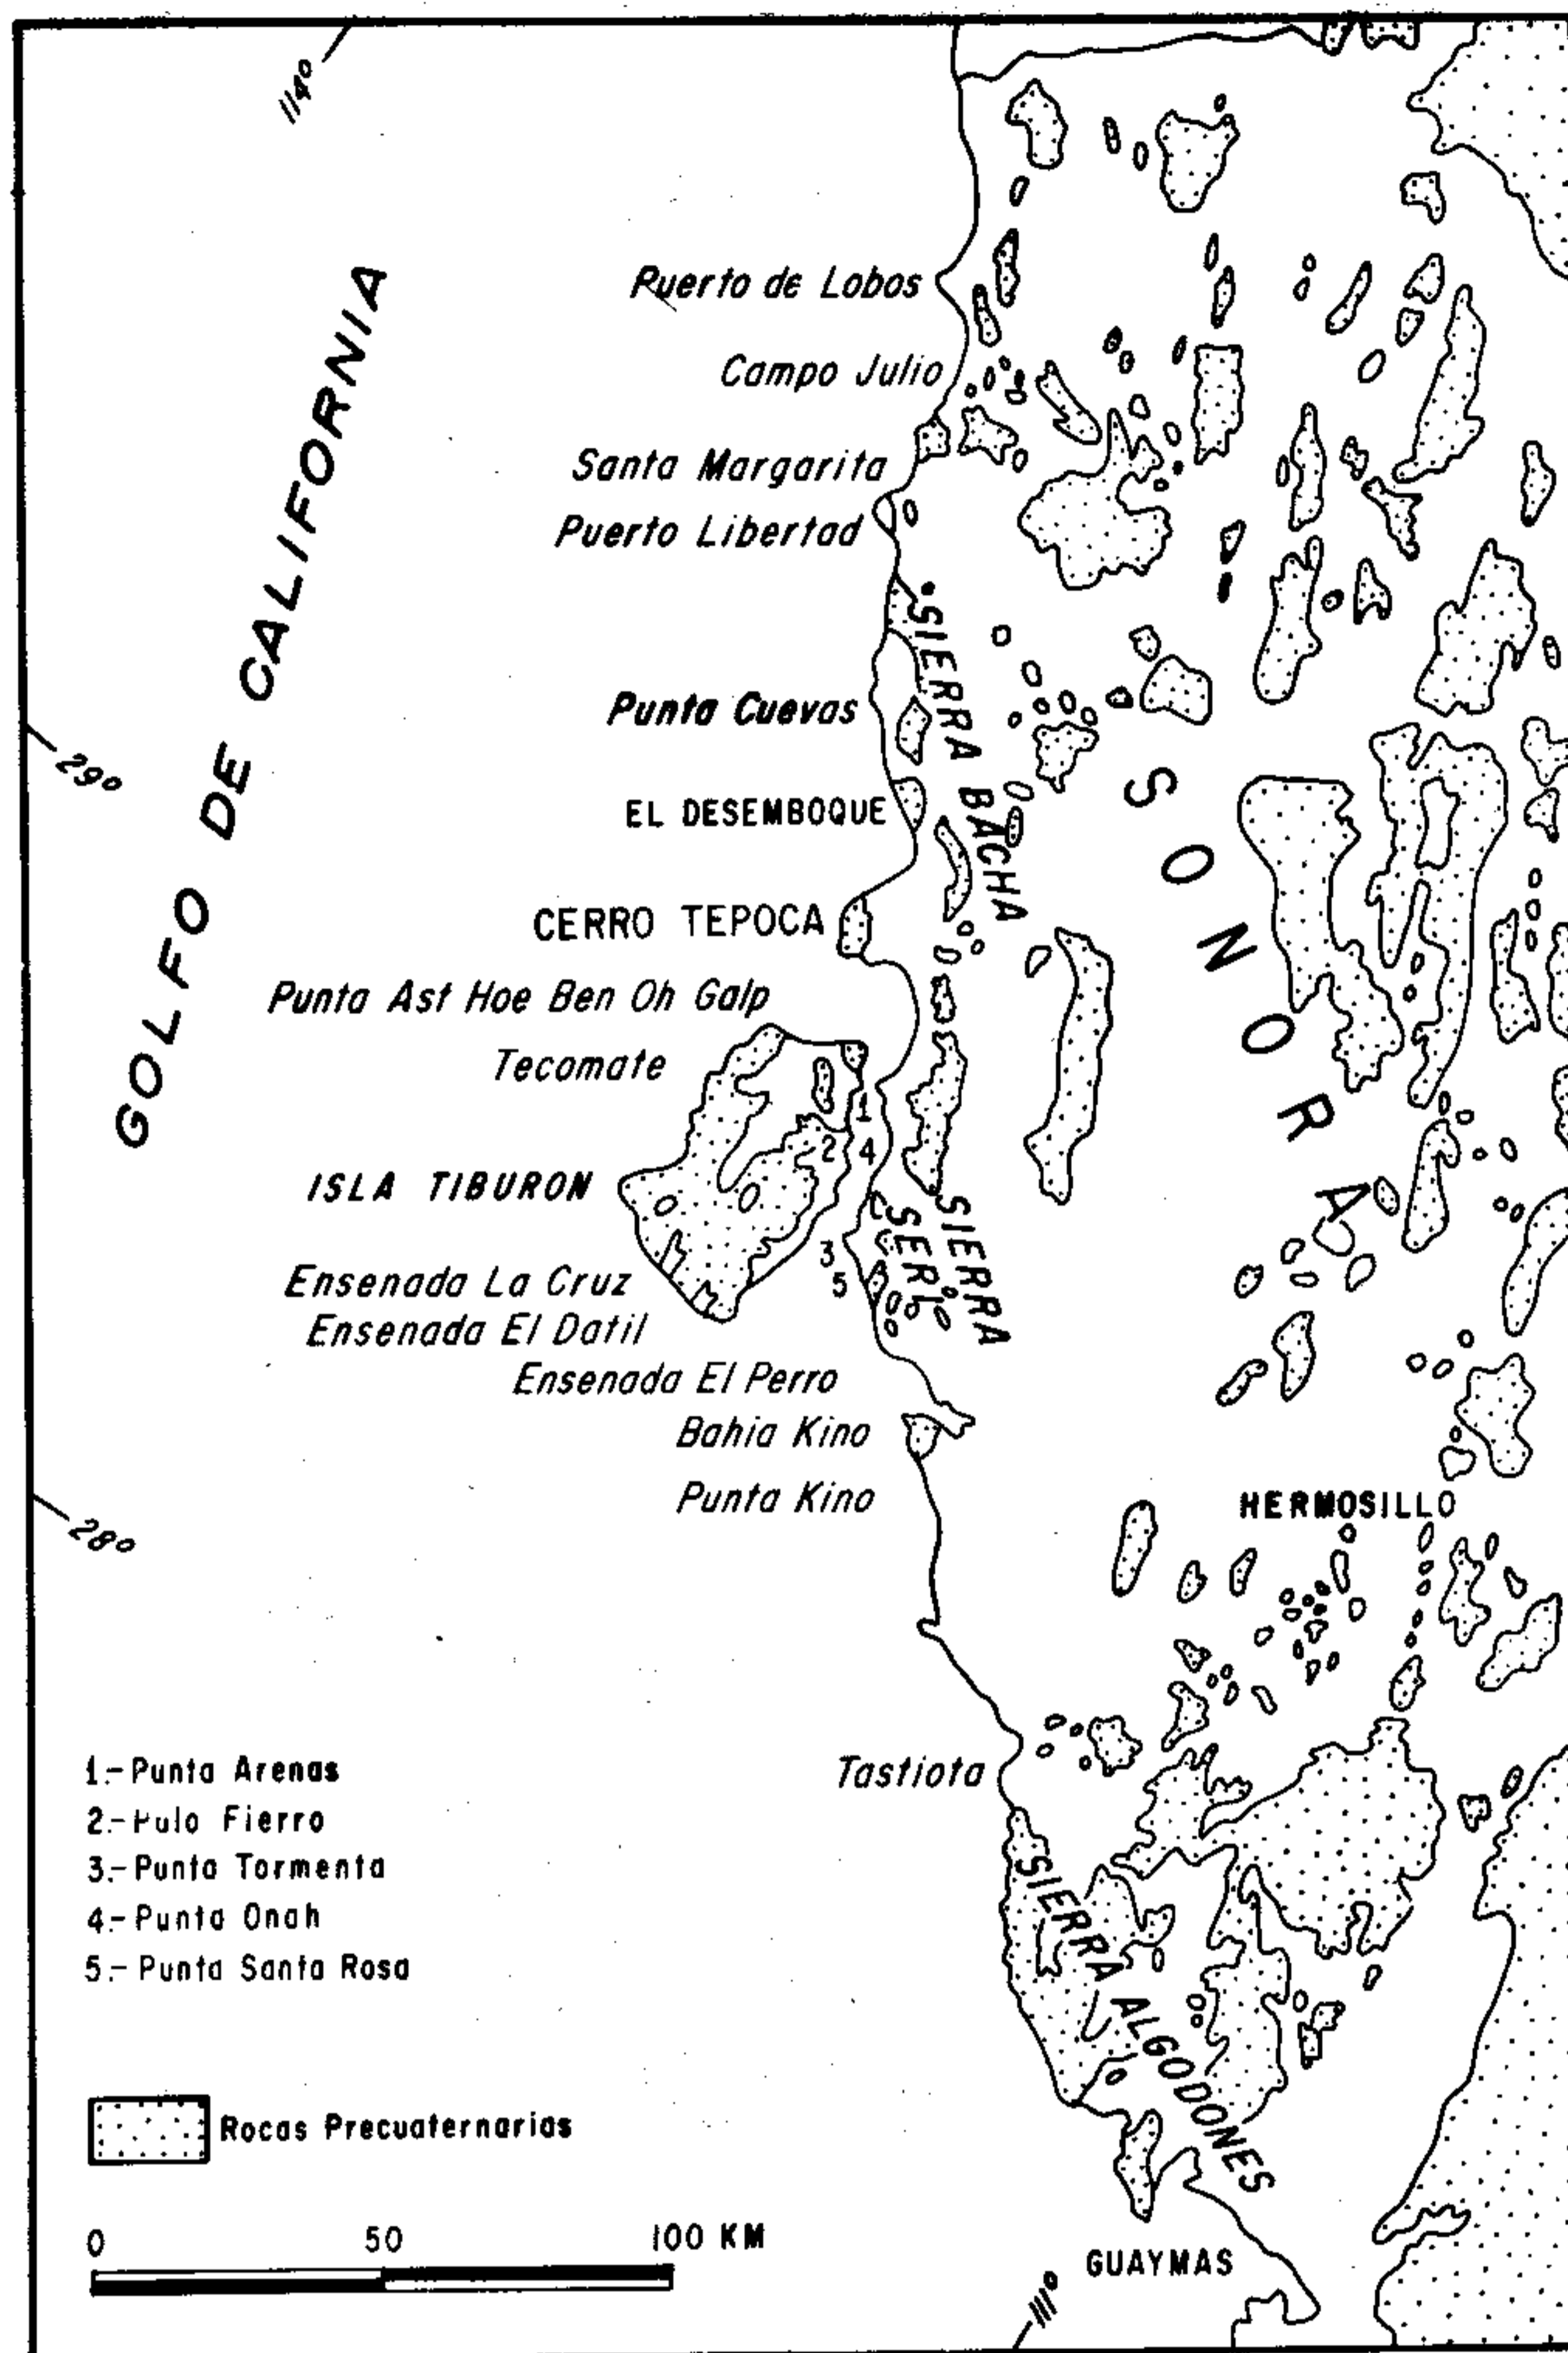 114°
GOLFO DE CALIFORNIA
Puerto de Lobos
Campo Julio
Santa Margarita
Puerto Libertad
SIERRA BACHA
Punta Cuevas
29°
SONORA
EL DESEMBOQUE
CERRO TEPOCA
Punta Ast Hoe Ben Oh Galp
Tecomate
1
2
4
ISLA TIBURON
SIERRA
SERI
3
5
Ensenada La Cruz
Ensenada El Datil
Ensenada El Perro
Bahia Kino
Punta Kino
HERMOSILLO
28°
Tastiota
1.- Punta Arenas
2.- Palo Fierro
3.- Punta Tormenta
4.- Punta Onah
5.- Punta Santa Rosa
SIERRA ALGODONES
Rocas Precuaternarias
0 50 100 KM
GUAYMAS
111°